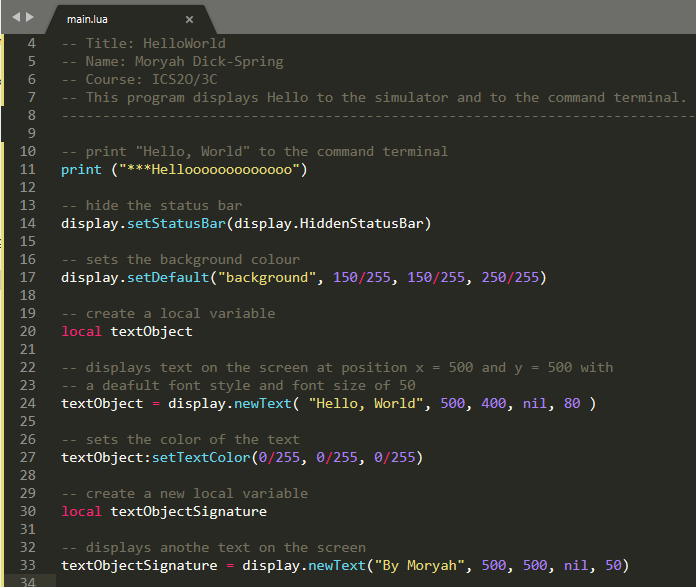 main.lua
4 -- Title: HelloWorld
5 -- Name: Moryah Dick-Spring
6 -- Course: ICS2O/3C
7 -- This program displays Hello to the simulator and to the command terminal.
8 -----------------------------------------------------------------------------
9
10 -- print "Hello, World" to the command terminal
11 print ("***Hellooooooooooooo")
12
13 -- hide the status bar
14 display.setStatusBar(display.HiddenStatusBar)
15
16 -- sets the background colour
17 display.setDefault("background", 150/255, 150/255, 250/255)
18
19 -- create a local variable
20 local textObject
21
22 -- displays text on the screen at position x = 500 and y = 500 with
23 -- a deafult font style and font size of 50
24 textObject = display.newText( "Hello, World", 500, 400, nil, 80 )
25
26 -- sets the color of the text
27 textObject:setTextColor(0/255, 0/255, 0/255)
28
29 -- create a new local variable
30 local textObjectSignature
31
32 -- displays anothe text on the screen
33 textObjectSignature = display.newText("By Moryah", 500, 500, nil, 50)
34